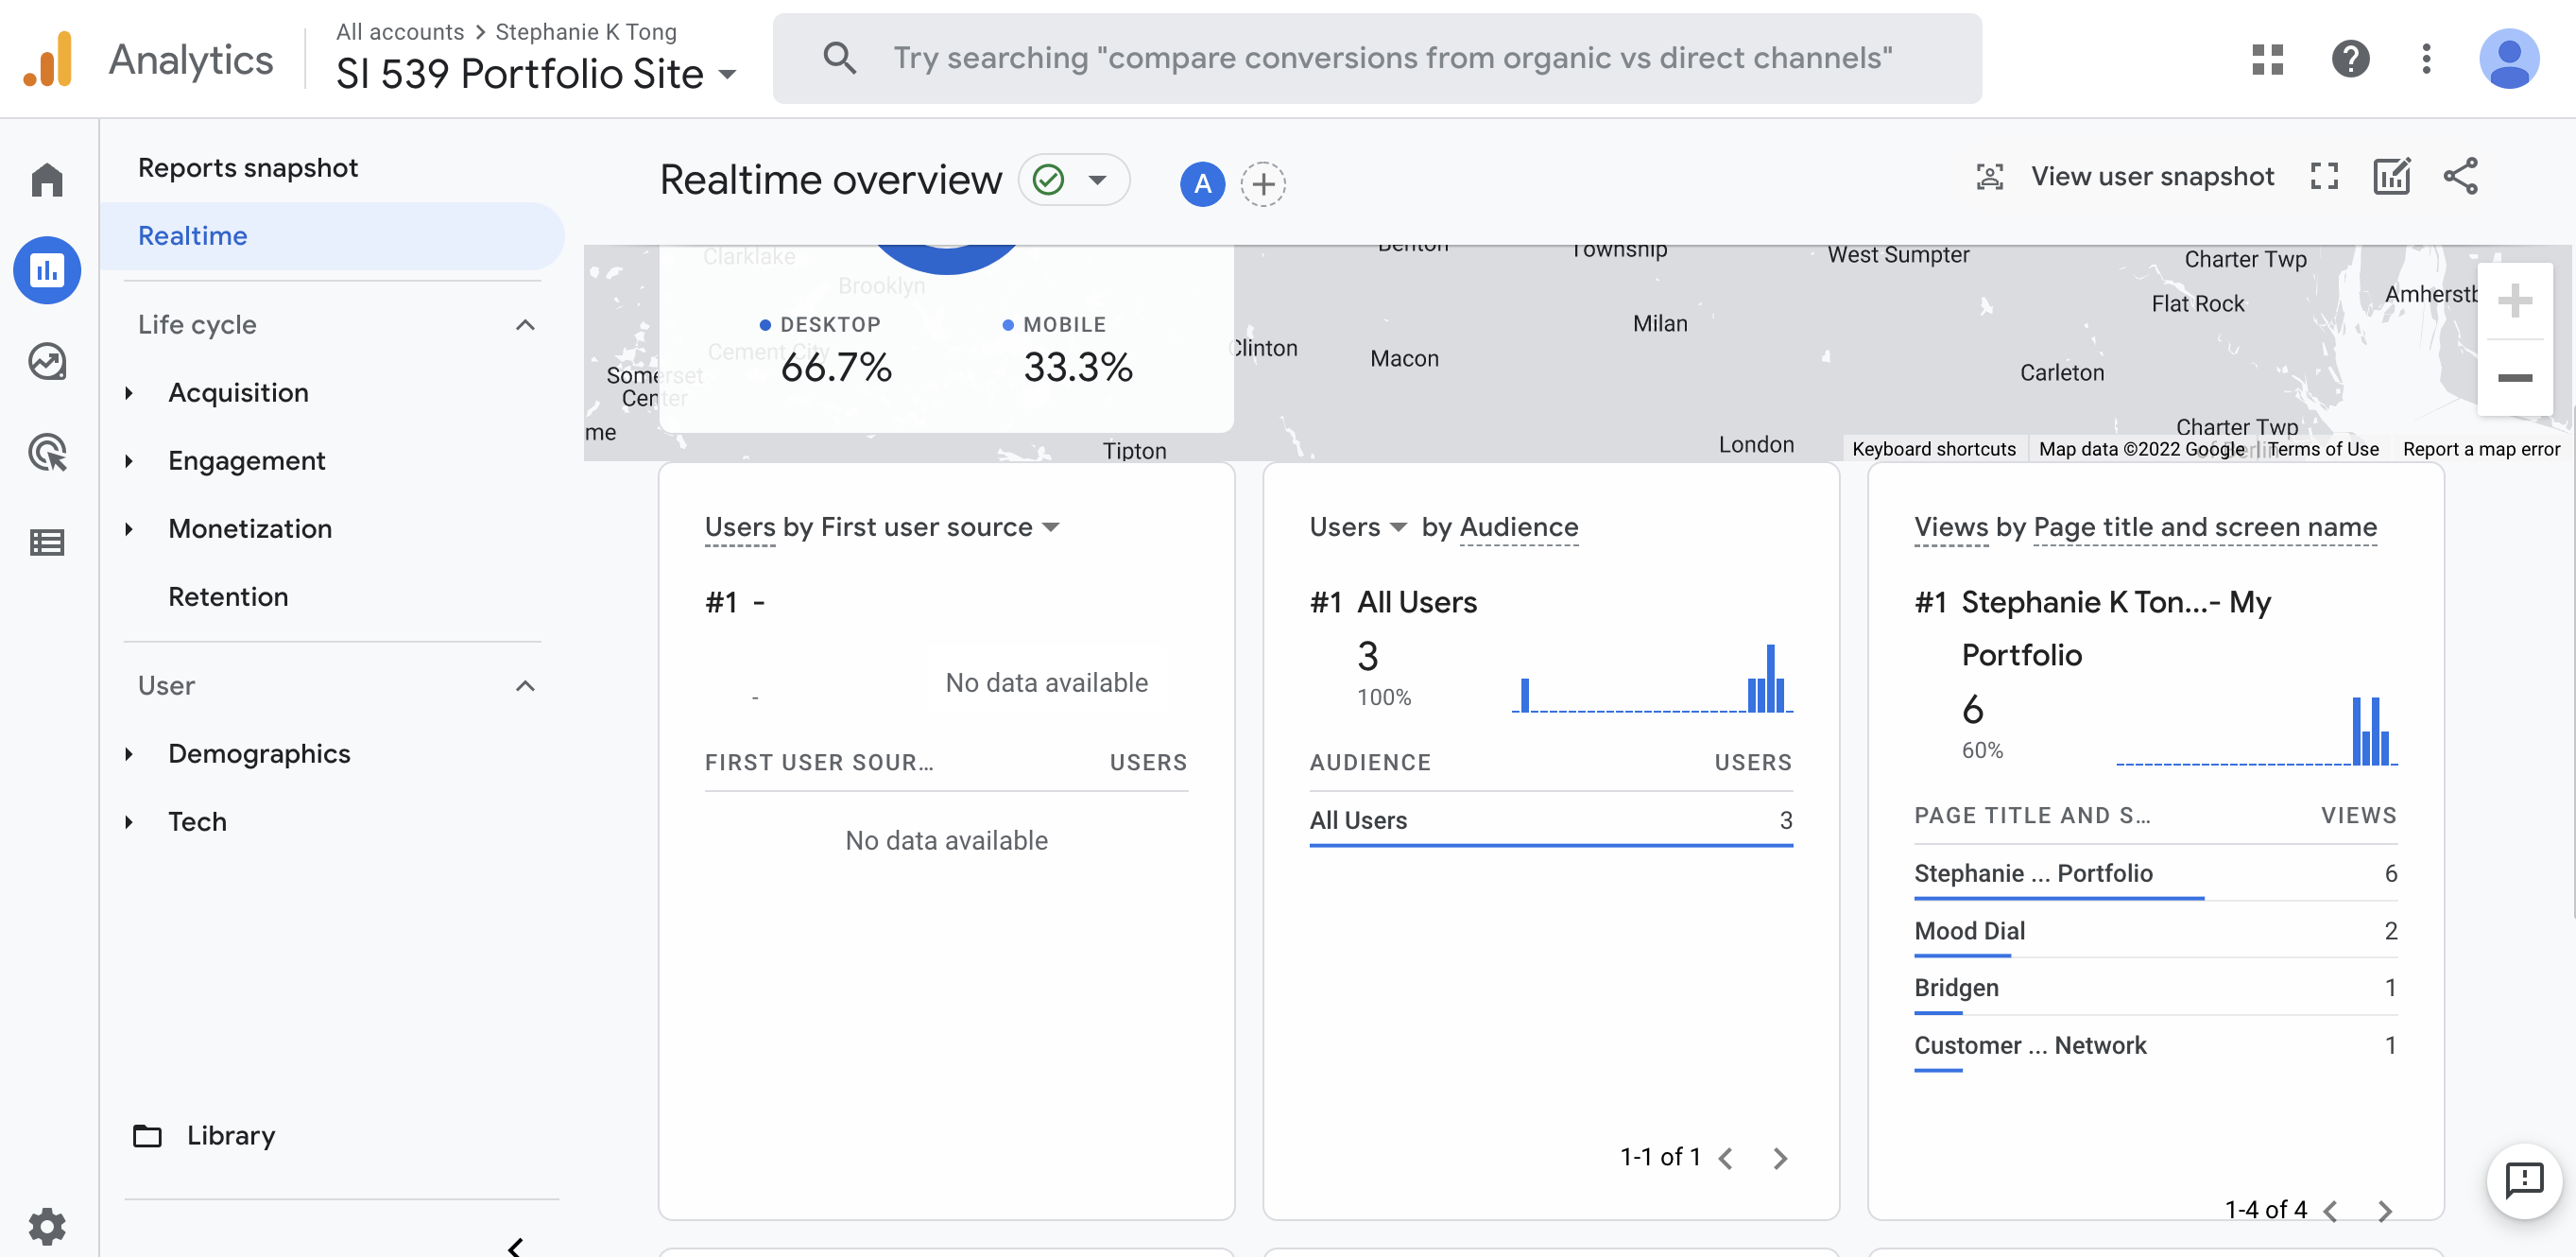 Analytics
All accounts > Stephanie K Tong
SI 539 Portfolio Site
Try searching "compare conversions from organic vs direct channels"
Reports snapshot
Realtime
Life cycle
Acquisition
Engagement
Monetization
Retention
User
Demographics
Tech
Library
Realtime overview
A
View user snapshot
Clarklake
Brooklyn
Cement City
Somerset
Center
me
Tipton
Clinton
Benton
Macon
Township
Milan
London
West Sumpter
Carleton
Charter Twp
Flat Rock
Amherstb
Charter Twp
of Berlin
DESKTOP
66.7%
MOBILE
33.3%
Keyboard shortcuts
Map data ©2022 Google
Terms of Use
Report a map error
Users by First user source
#1 -
-
No data available
FIRST USER SOUR... USERS
No data available
Users by Audience
#1 All Users
3
100%
AUDIENCE USERS
All Users 3
1-1 of 1
Views by Page title and screen name
#1 Stephanie K Ton...- My
Portfolio
6
60%
PAGE TITLE AND S... VIEWS
Stephanie ... Portfolio 6
Mood Dial 2
Bridgen 1
Customer ... Network 1
1-4 of 4